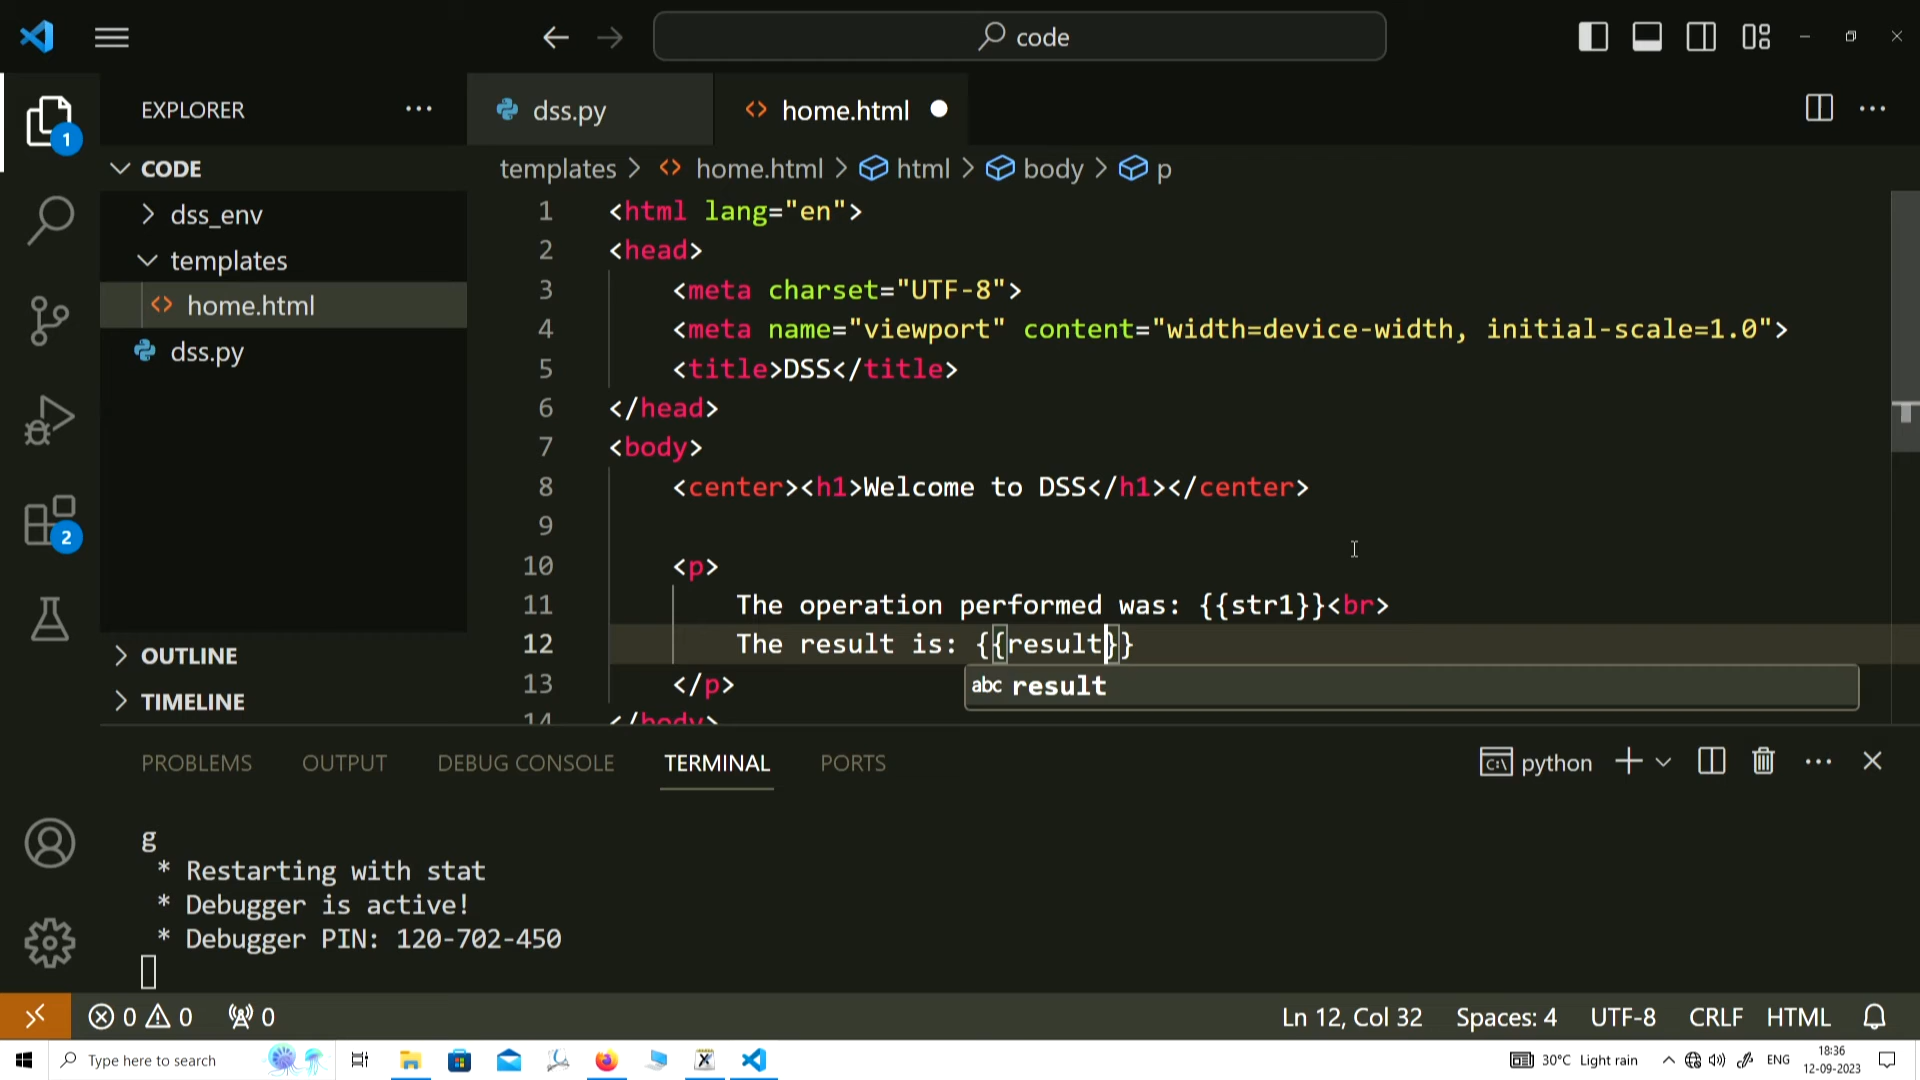 code
EXPLORER
CODE
dss_env
templates
home.html
dss.py
OUTLINE
TIMELINE
1
2
dss.py
home.html
templates > home.html > html > body > p
1 <html lang="en">
2 <head>
3 <meta charset="UTF-8">
4 <meta name="viewport" content="width=device-width, initial-scale=1.0">
5 <title>DSS</title>
6 </head>
7 <body>
8 <center><h1>Welcome to DSS</h1></center>
9
10 <p>
11 The operation performed was: {{str1}}<br>
12 The result is: {{result}}
13 </p>
14 </body>
abc result
PROBLEMS OUTPUT DEBUG CONSOLE TERMINAL PORTS
python
g
* Restarting with stat
* Debugger is active!
* Debugger PIN: 120-702-450
0 0 0 Ln 12, Col 32 Spaces: 4 UTF-8 CRLF HTML
Type here to search
30°C Light rain
ENG
18:36
12-09-2023